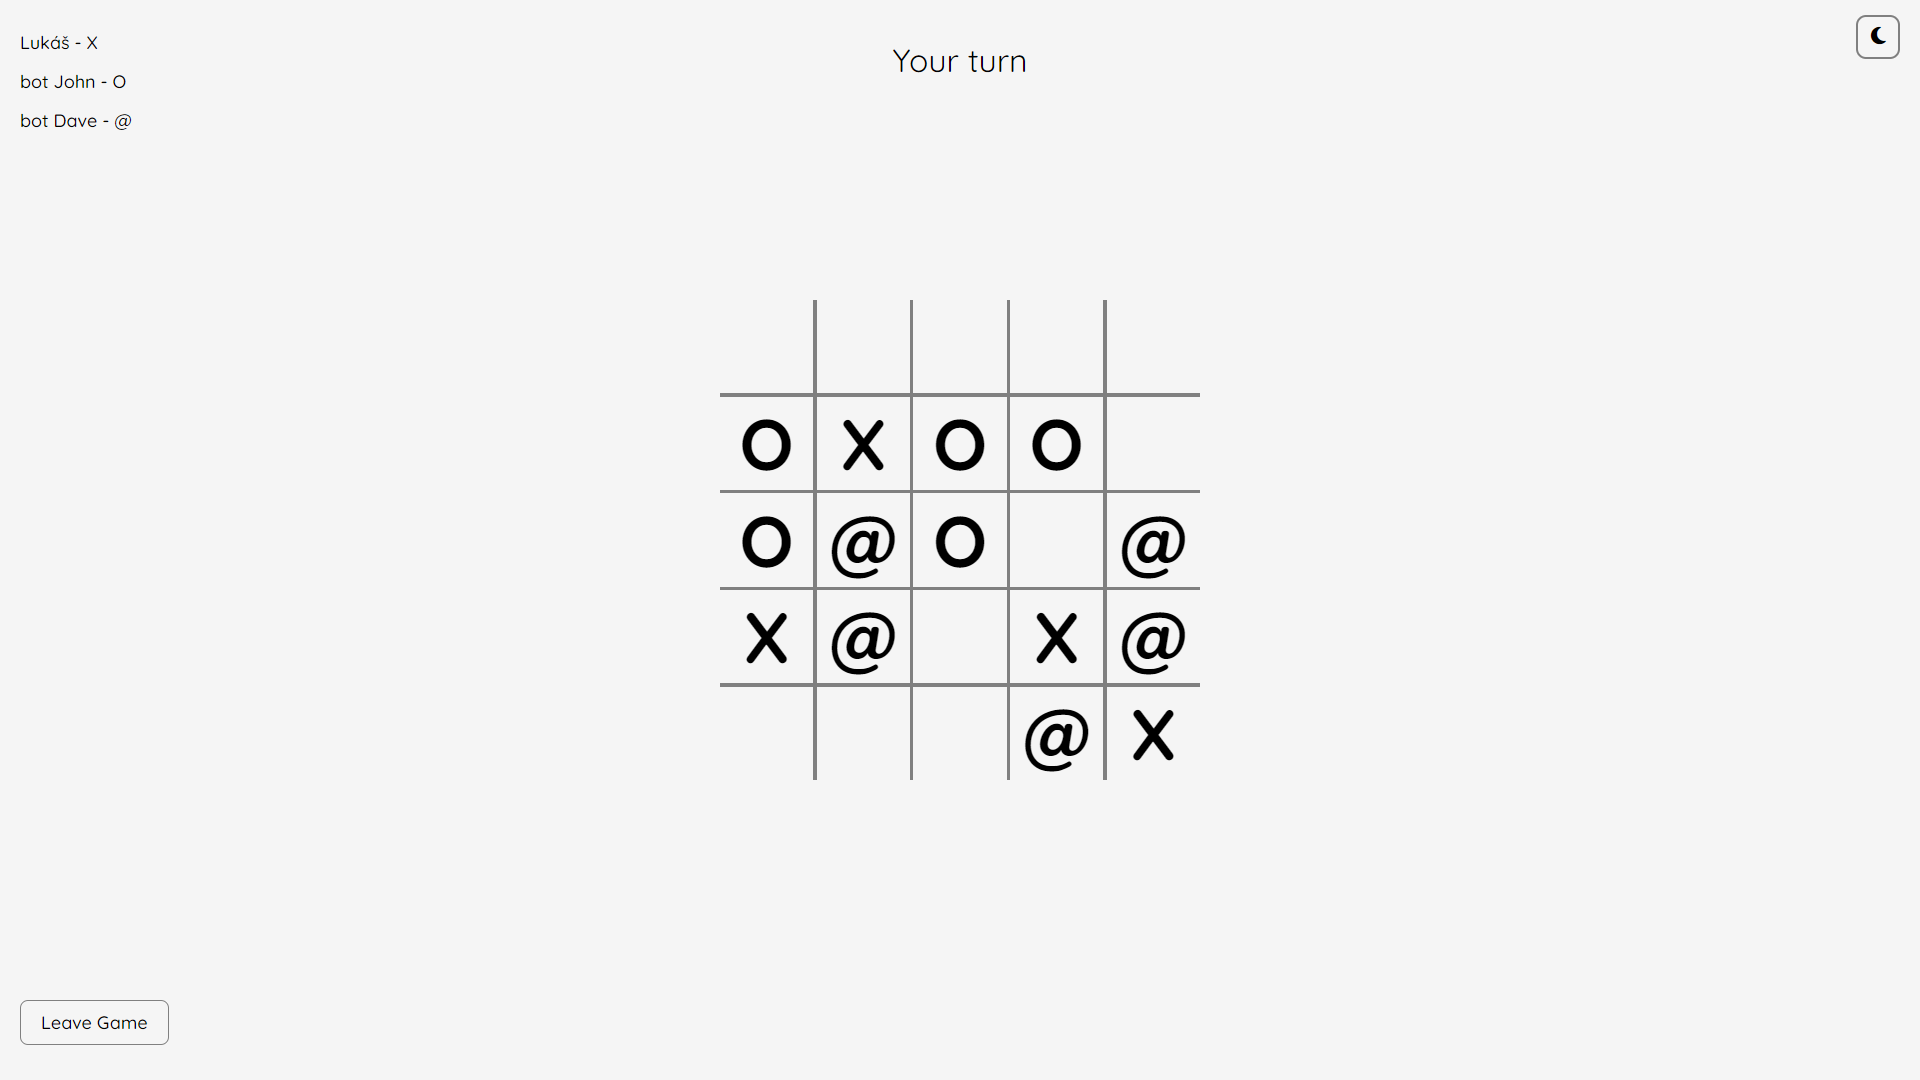 Lukáš - X
bot John - O
bot Dave - @
Your turn
O X O O
O @ O @
X @ X @
@ X
Leave Game